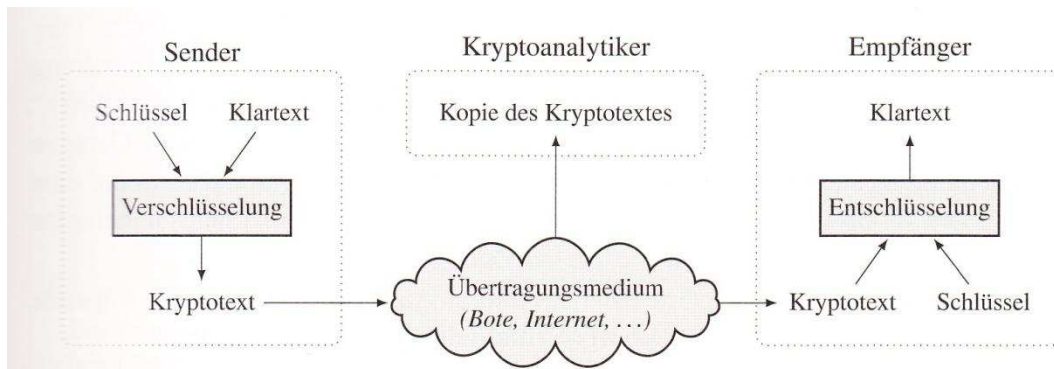 Sender
Kryptoanalytiker
Empfänger
Schlüssel Klartext
Kopie des Kryptotextes
Klartext
Verschlüsselung
Entschlüsselung
Übertragungsmedium
(Bote, Internet, ...)
Kryptotext
Kryptotext Schlüssel